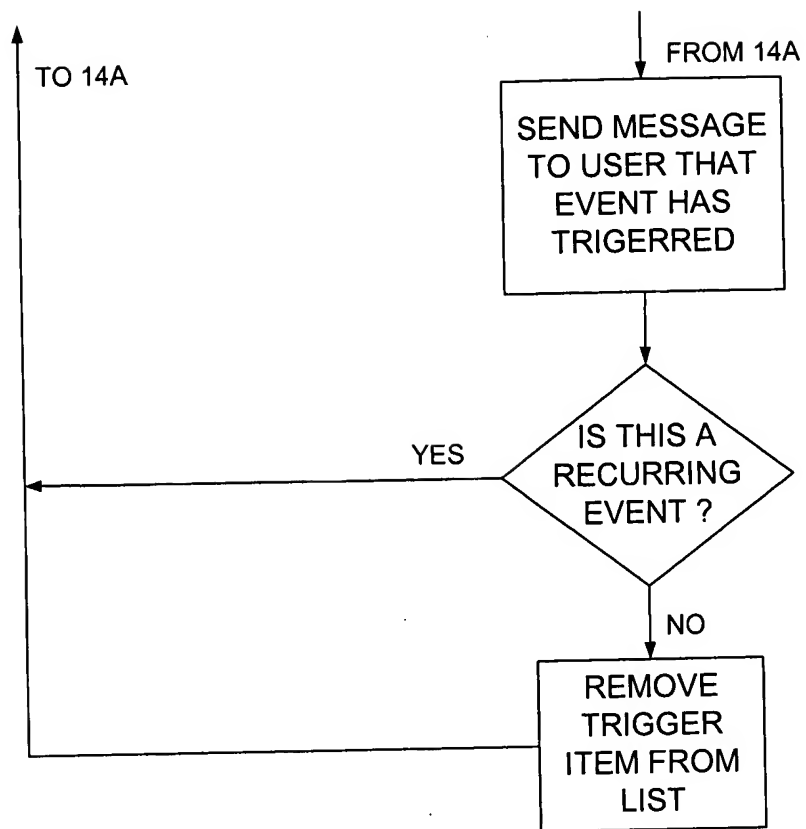 TO 14A
FROM 14A
SEND MESSAGE
TO USER THAT
EVENT HAS
TRIGERRED
IS THIS A
RECURRING
EVENT ?
YES
NO
REMOVE
TRIGGER
ITEM FROM
LIST